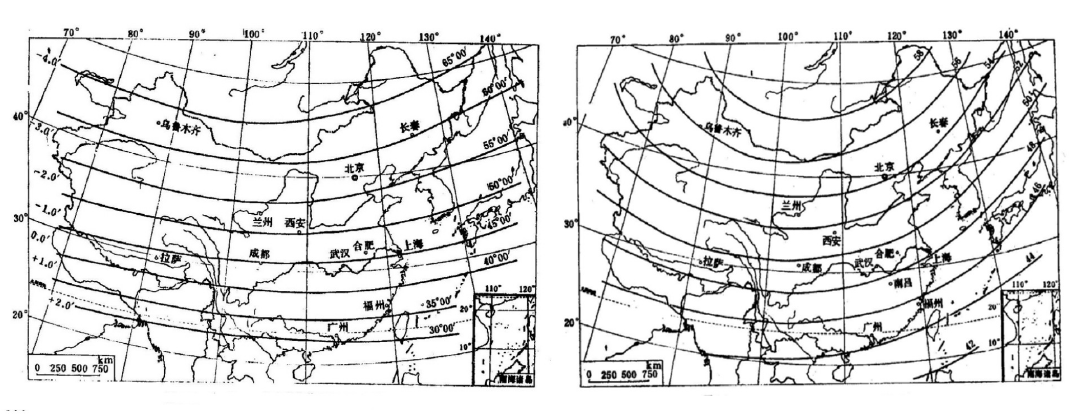 70° 80° 90° 100° 110° 120° 130° 140°
-4.0′
40°
-3.0′
-2.0′
-1.0′
30°
0.0′
+1.0′
+2.0′
20°
65°00′
60°00′
55°00′
50°00′
45°00′
40°00′
35°00′
30°00′
10°
乌鲁木齐
长春
北京
兰州 西安
成都 武汉 合肥 上海
拉萨
福州
广州
110° 120°
20°
南海诸岛
km
0 250 500 750
70° 80° 90° 100° 110° 120° 130° 140°
40°
30°
20°
58 56 54 52 50
48
46
44
42
10°
乌鲁木齐
长春
北京
兰州
西安
拉萨 成都 武汉 合肥 上海
南昌
福州
广州
110° 120°
20°
南海诸岛
km
0 250 500 750